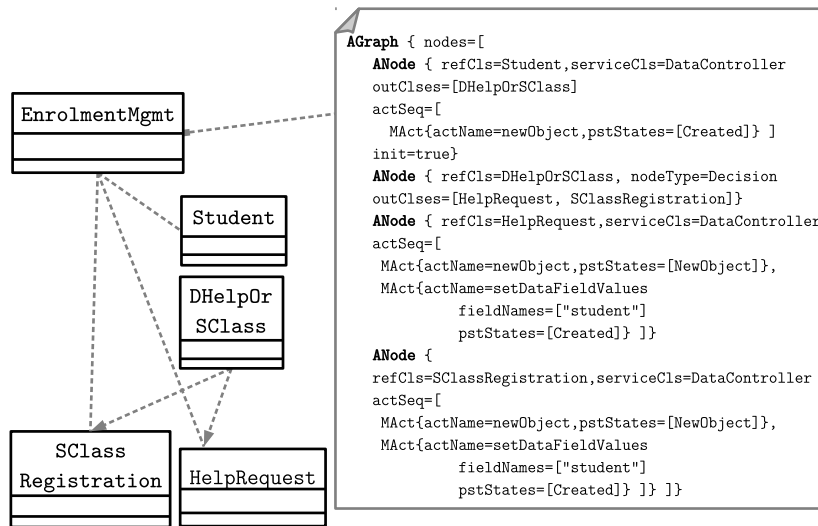 EnrolmentMgmt
Student
DHelpOr
SClass
SClass
Registration
HelpRequest
AGraph { nodes=[
ANode { refCls=Student,serviceCls=DataController
outClses=[DHelpOrSClass]
actSeq=[
MAct{actName=newObject,pstStates=[Created]} ]
init=true}
ANode { refCls=DHelpOrSClass, nodeType=Decision
outClses=[HelpRequest, SClassRegistration]}
ANode { refCls=HelpRequest,serviceCls=DataController
actSeq=[
MAct{actName=newObject,pstStates=[NewObject]},
MAct{actName=setDataFieldValues
fieldNames=["student"]
pstStates=[Created]} ]}
ANode {
refCls=SClassRegistration,serviceCls=DataController
actSeq=[
MAct{actName=newObject,pstStates=[NewObject]},
MAct{actName=setDataFieldValues
fieldNames=["student"]
pstStates=[Created]} ]} ]}